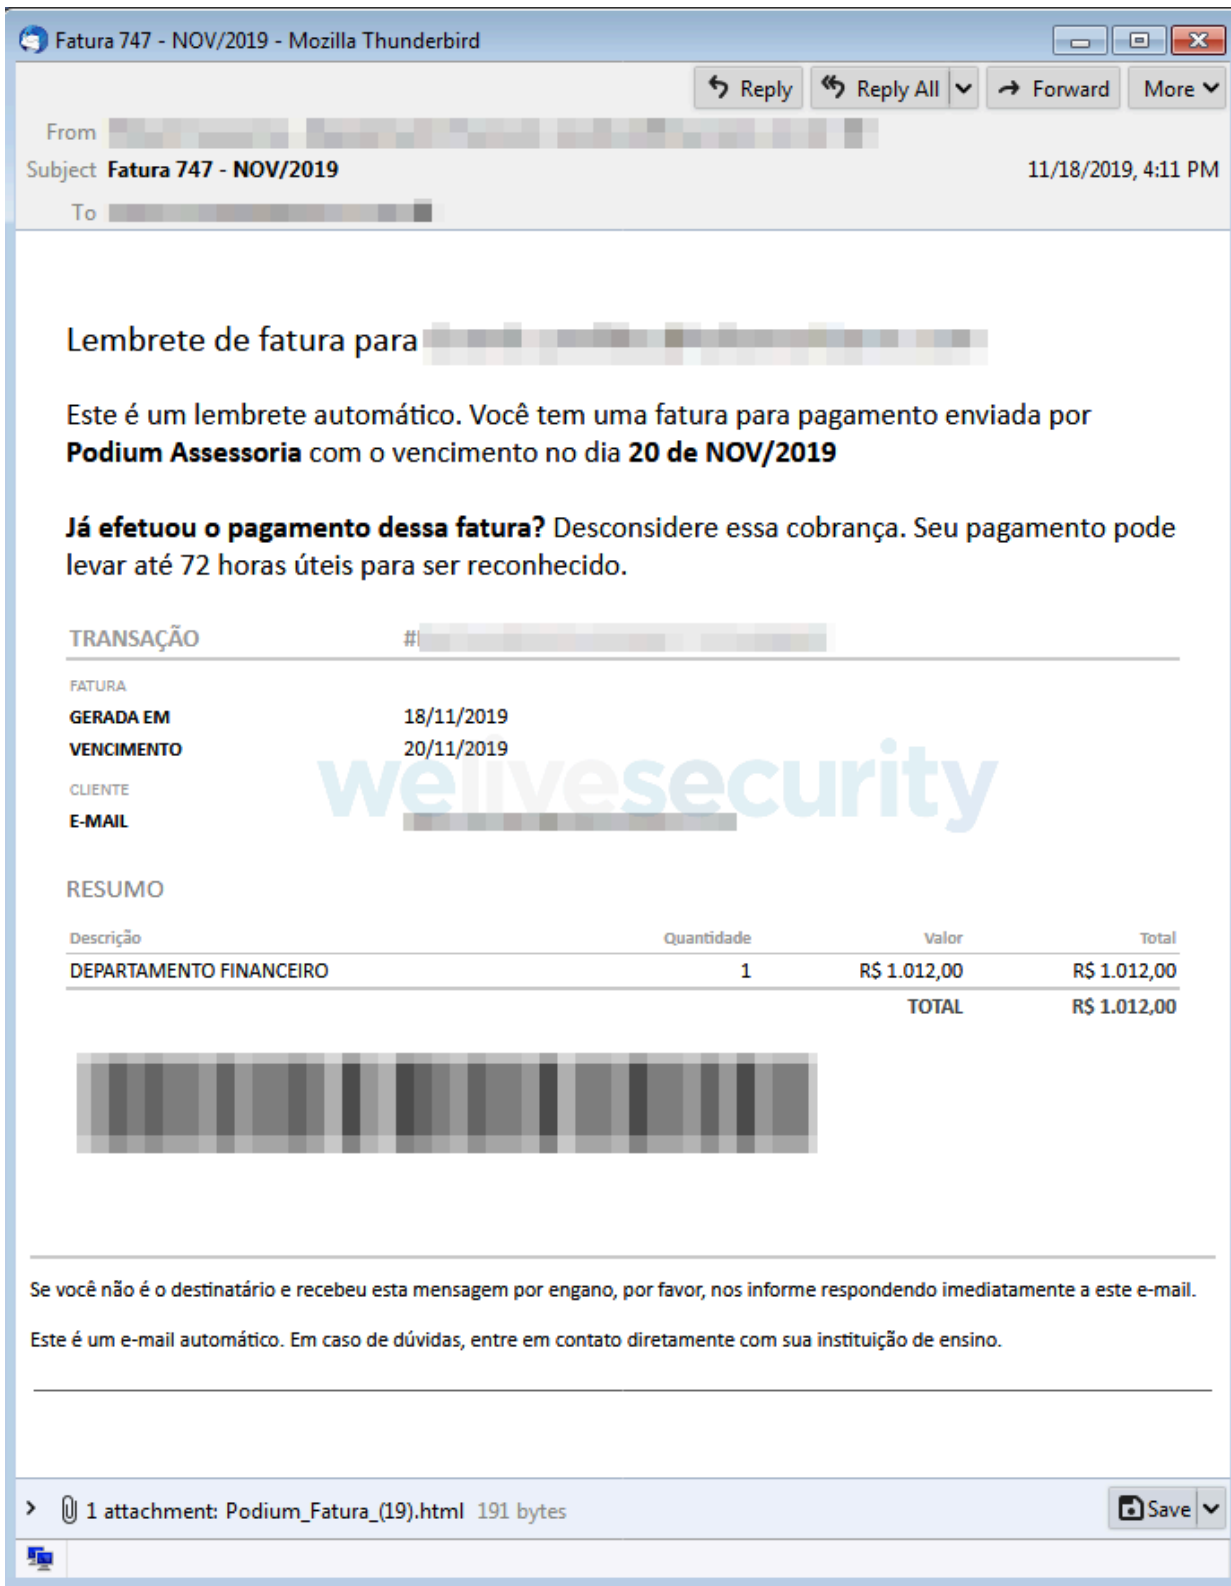 Fatura 747 - NOV/2019 - Mozilla Thunderbird
Reply Reply All Forward More
From
Subject Fatura 747 - NOV/2019 11/18/2019, 4:11 PM
To
Lembrete de fatura para
Este é um lembrete automático. Você tem uma fatura para pagamento enviada por
Podium Assessoria com o vencimento no dia 20 de NOV/2019
Já efetuou o pagamento dessa fatura? Desconsidere essa cobrança. Seu pagamento pode
levar até 72 horas úteis para ser reconhecido.
TRANSAÇÃO #
FATURA
GERADA EM 18/11/2019
VENCIMENTO 20/11/2019
welivesecurity
CLIENTE
E-MAIL
RESUMO
Descrição Quantidade Valor Total
DEPARTAMENTO FINANCEIRO 1 R$ 1.012,00 R$ 1.012,00
TOTAL R$ 1.012,00
Se você não é o destinatário e recebeu esta mensagem por engano, por favor, nos informe respondendo imediatamente a este e-mail.
Este é um e-mail automático. Em caso de dúvidas, entre em contato diretamente com sua instituição de ensino.
1 attachment: Podium_Fatura_(19).html 191 bytes Save